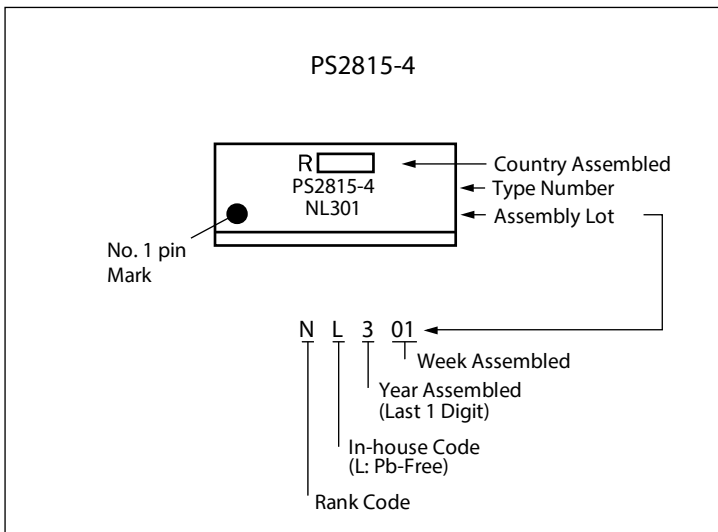 PS2815-4
R
Country Assembled
PS2815-4
Type Number
NL301
Assembly Lot
No. 1 pin
Mark
N L 3 01
Week Assembled
Year Assembled
(Last 1 Digit)
In-house Code
(L: Pb-Free)
Rank Code